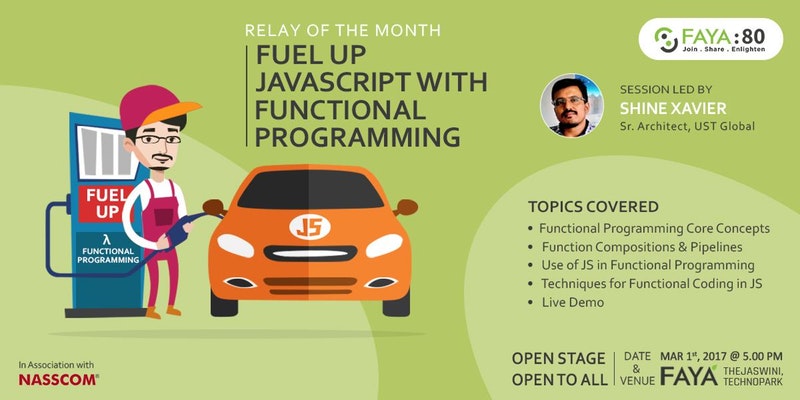 RELAY OF THE MONTH
FUEL UP
JAVASCRIPT WITH
FUNCTIONAL
PROGRAMMING
FAYA:80
Join . Share . Enlighten
SESSION LED BY
SHINE XAVIER
Sr. Architect, UST Global
FUEL
UP
λ
FUNCTIONAL
PROGRAMMING
JS
TOPICS COVERED
• Functional Programming Core Concepts
• Function Compositions & Pipelines
• Use of JS in Functional Programming
• Techniques for Functional Coding in JS
• Live Demo
In Association with
NASSCOM®
OPEN STAGE
OPEN TO ALL
DATE
&
VENUE
MAR 1st, 2017 @ 5.00 PM
FAYA
THEJASWINI,
TECHNOPARK